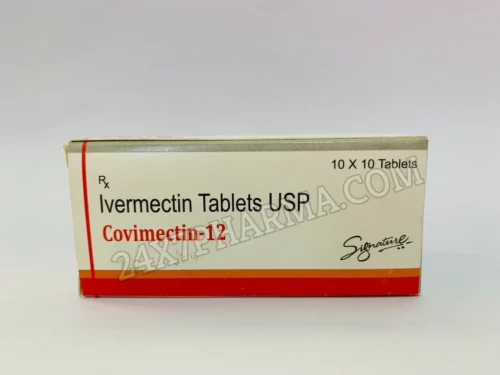 10 X 10 Tablets
Rx
Ivermectin Tablets USP
Covimectin-12
Signature
24X7PHARMA.COM